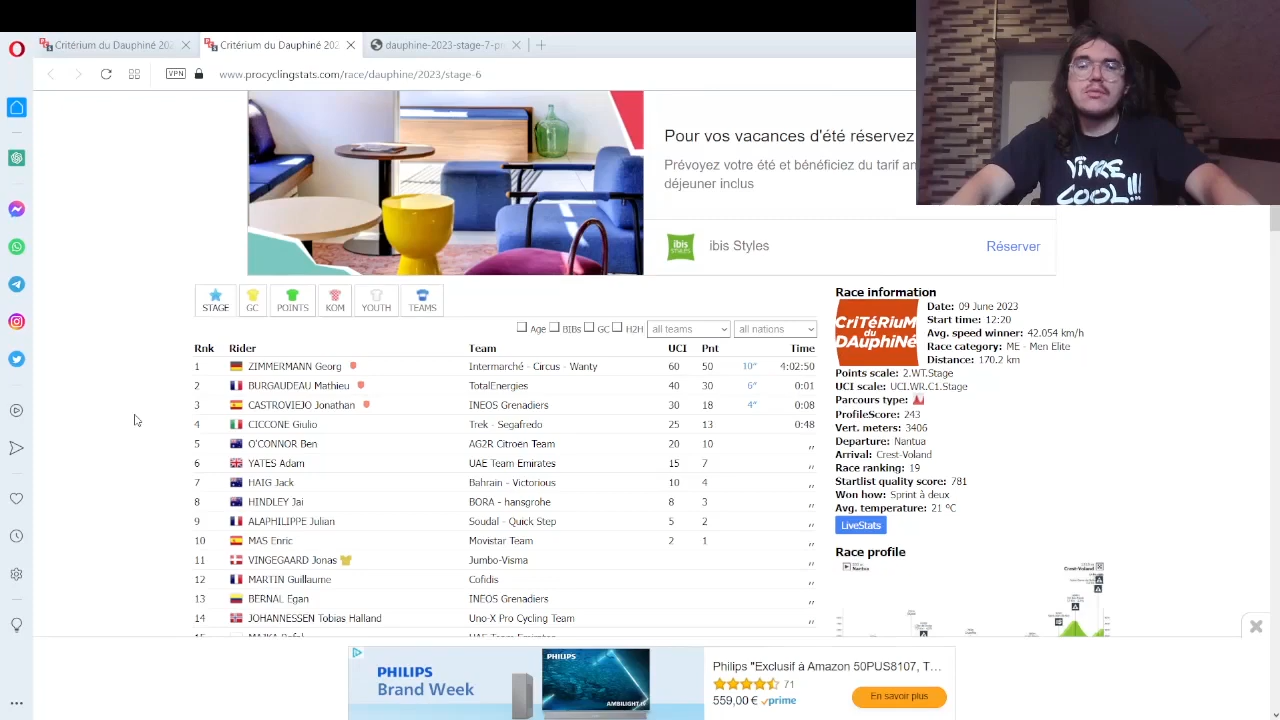 Critérium du Dauphiné 202
Critérium du Dauphiné 202
dauphine-2023-stage-7-pr
VPN
www.procyclingstats.com/race/dauphine/2023/stage-6
Pour vos vacances d'été réservez
Prévoyez votre été et bénéficiez du tarif
déjeuner inclus
ibis STYLES
ibis Styles
Réserver
ViVRE
COOL!!!
STAGE GC POINTS KOM YOUTH TEAMS
Age BIBs GC H2H all teams all nations
Rnk Rider Team UCI Pnt Time
1 ZIMMERMANN Georg Intermarché - Circus - Wanty 60 50 10″ 4:02:50
2 BURGAUDEAU Mathieu TotalEnergies 40 30 6″ 0:01
3 CASTROVIEJO Jonathan INEOS Grenadiers 30 18 4″ 0:08
4 CICCONE Giulio Trek - Segafredo 25 13 0:48
5 O'CONNOR Ben AG2R Citroën Team 20 10 ,,
6 YATES Adam UAE Team Emirates 15 7 ,,
7 HAIG Jack Bahrain - Victorious 10 4 ,,
8 HINDLEY Jai BORA - hansgrohe 8 3 ,,
9 ALAPHILIPPE Julian Soudal - Quick Step 5 2 ,,
10 MAS Enric Movistar Team 2 1 ,,
11 VINGEGAARD Jonas Jumbo-Visma ,,
12 MARTIN Guillaume Cofidis ,,
13 BERNAL Egan INEOS Grenadiers ,,
14 JOHANNESSEN Tobias Halland Uno-X Pro Cycling Team ,,
Race information
CRiTéRiUM
du
DAuphiNé
Date: 09 June 2023
Start time: 12:20
Avg. speed winner: 42.054 km/h
Race category: ME - Men Elite
Distance: 170.2 km
Points scale: 2.WT.Stage
UCI scale: UCI.WR.C1.Stage
Parcours type:
ProfileScore: 243
Vert. meters: 3406
Departure: Nantua
Arrival: Crest-Voland
Race ranking: 19
Startlist quality score: 781
Won how: Sprint à deux
Avg. temperature: 21 °C
LiveStats
Race profile
Nantua
Crest-Voland
PHILIPS
Brand Week
PHILIPS
AMBILIGHT
Philips "Exclusif à Amazon 50PUS8107, T...
71
559,00 € prime
En savoir plus